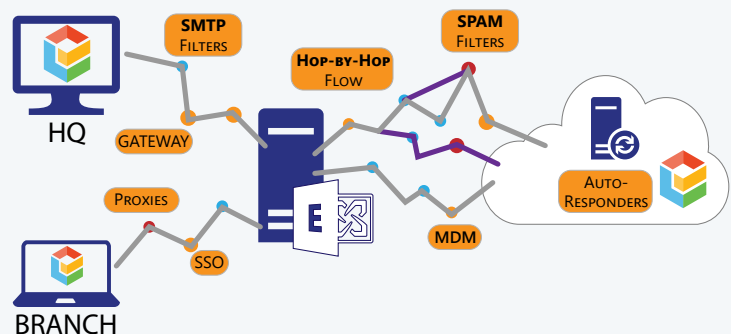 SMTP
FILTERS
SPAM
FILTERS
HOP-BY-HOP
FLOW
HQ
GATEWAY
PROXIES
AUTO-
RESPONDERS
E
MDM
SSO
BRANCH